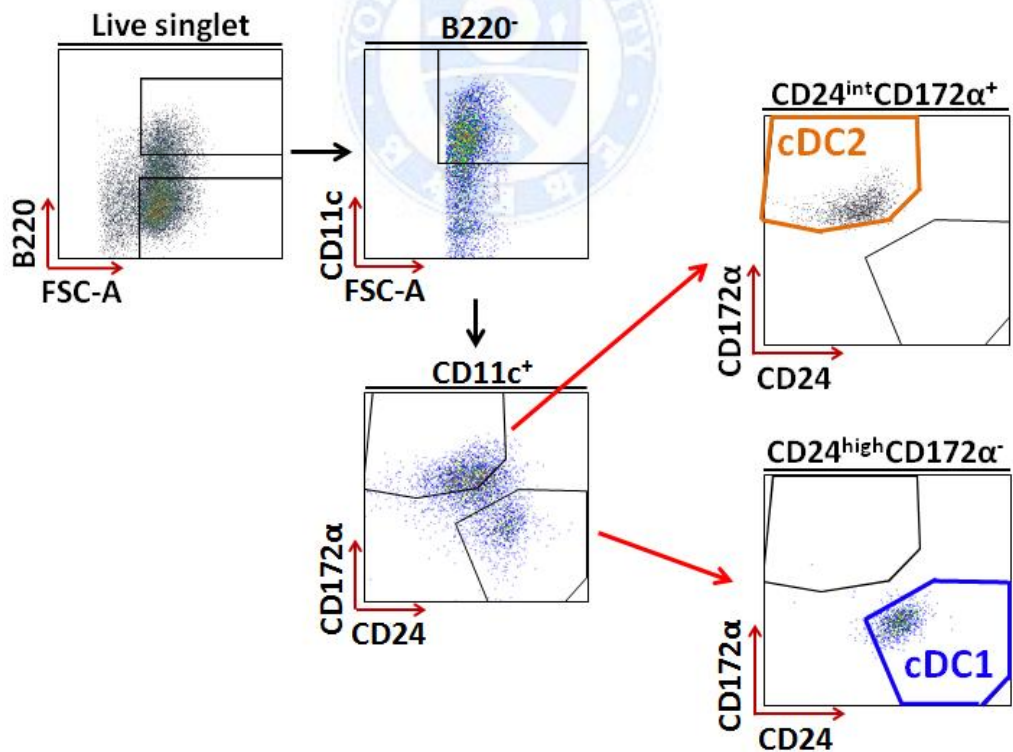 Live singlet
B220
FSC-A
B220⁻
CD11c
FSC-A
CD11c⁺
CD172α
CD24
CD24ⁱⁿᵗCD172α⁺
cDC2
CD172α
CD24
CD24ʰⁱᵍʰCD172α⁻
cDC1
CD172α
CD24